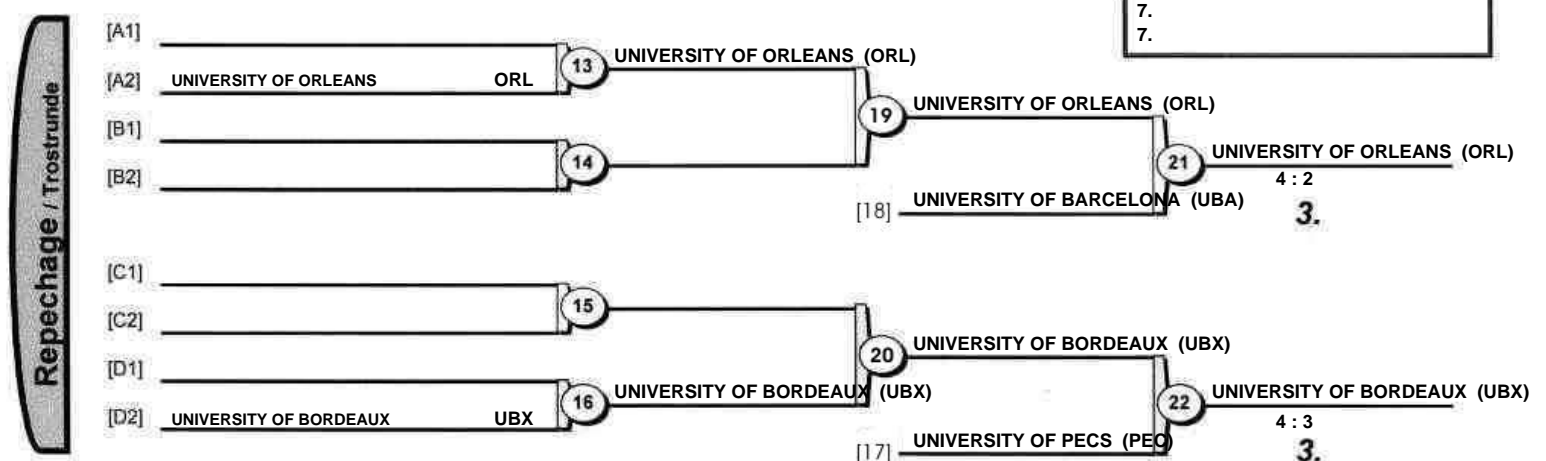 7.
7.
Repechage / Trostrunde
[A1]
13
UNIVERSITY OF ORLEANS (ORL)
[A2] UNIVERSITY OF ORLEANS ORL
19
UNIVERSITY OF ORLEANS (ORL)
[B1]
14
[B2]
21
UNIVERSITY OF ORLEANS (ORL)
4 : 2
3.
[18] UNIVERSITY OF BARCELONA (UBA)
[C1]
15
[C2]
20
UNIVERSITY OF BORDEAUX (UBX)
[D1]
16
UNIVERSITY OF BORDEAUX (UBX)
[D2] UNIVERSITY OF BORDEAUX UBX
22
UNIVERSITY OF BORDEAUX (UBX)
4 : 3
3.
[17] UNIVERSITY OF PECS (PEC)